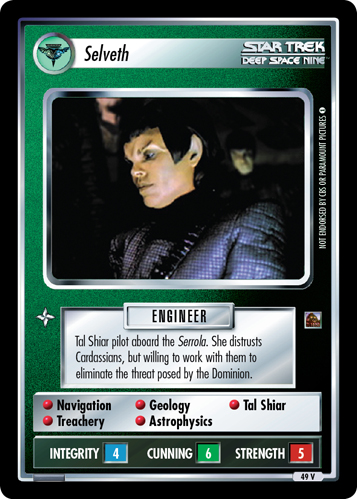 Selveth
STAR TREK
DEEP SPACE NINE
NOT ENDORSED BY CBS OR PARAMOUNT PICTURES
ENGINEER
Tal Shiar pilot aboard the Serrola. She distrusts
Cardassians, but willing to work with them to
eliminate the threat posed by the Dominion.
Navigation Geology Tal Shiar
Treachery Astrophysics
INTEGRITY 4 CUNNING 6 STRENGTH 5
49 V